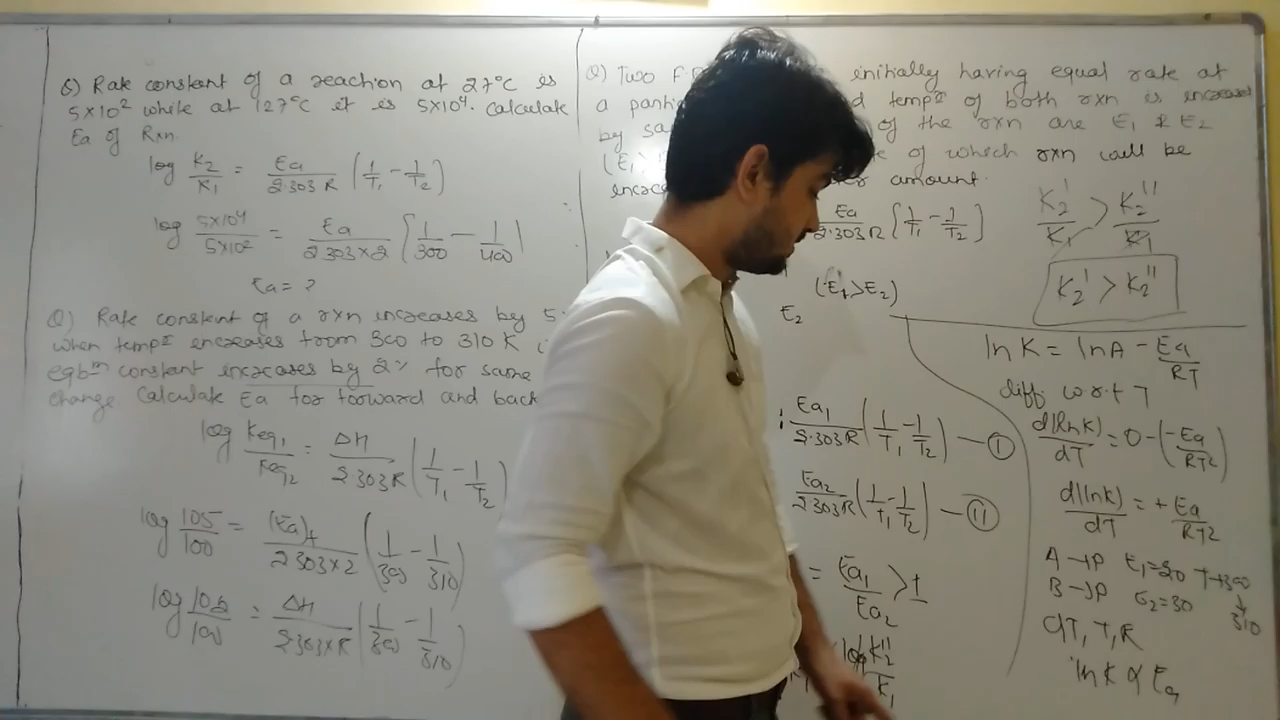 Q) Rate constant of a reaction at 27°C is
5×10² while at 127°C it is 5×10⁴. Calculate
Ea of Rxn.
log K₂/K₁ = Ea/2.303R (1/T₁ - 1/T₂)
log 5×10⁴/5×10² = Ea/2.303×2 [1/300 - 1/400]
Ea = ?
Q) Rate constant of a rxn increases by 5
when tempr increases from 300 to 310 K
eqbm constant increases by 2% for same
change. Calculate Ea for forward and back
log Keq₁/Keq₂ = ΔH/2.303R (1/T₁ - 1/T₂)
log 105/100 = (Ea)f/2.303×2 (1/300 - 1/310)
log 102/100 = ΔH/2.303×R (1/300 - 1/310)
Q) Two initially having equal rate at
a d tempr of both rxn is increases
by sa of the rxn are E₁ & E₂
(E₁ of which rxn will be
increa amount.
Ea/2.303R [1/T₁ - 1/T₂]
K₂'/K₁ > K₂''/K₁
(E₁>E₂)
K₂' > K₂''
E₂
Ea₁/2.303R (1/T₁ - 1/T₂) — I
Ea₂/2.303R (1/T₁ - 1/T₂) — II
= Ea₁/Ea₂ > 1
log K₂''/K₁
ln K = ln A - Ea/RT
diff. w.r.t T
d(lnk)/dT = 0 - (-Ea/RT2)
d(lnk)/dT = + Ea/RT2
A→P E₁=20 T→300
B→P E₂=30 ↓ 310
T, R
ln K ∝ Ea